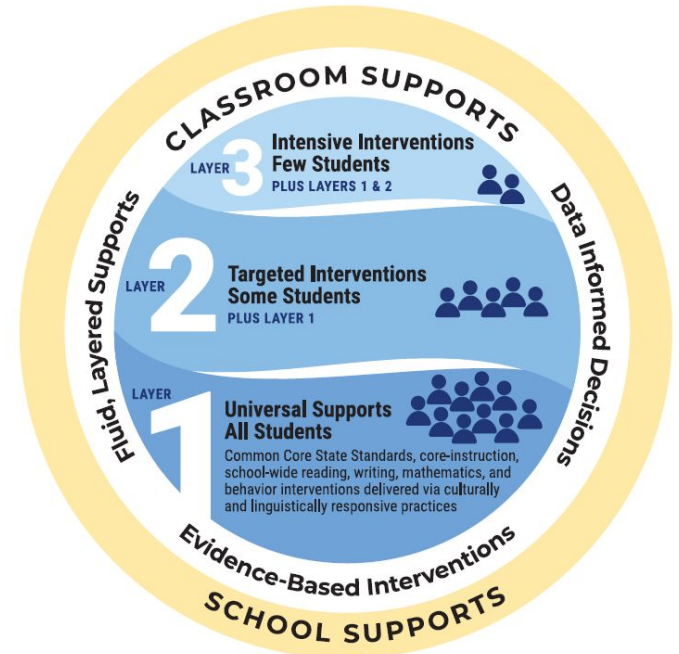 CLASSROOM SUPPORTS
LAYER 3
Intensive Interventions
Few Students
PLUS LAYERS 1 & 2
Fluid, Layered Supports
Data Informed Decisions
LAYER 2
Targeted Interventions
Some Students
PLUS LAYER 1
LAYER 1
Universal Supports
All Students
Common Core State Standards, core-instruction,
school-wide reading, writing, mathematics, and
behavior interventions delivered via culturally
and linguistically responsive practices
Evidence-Based Interventions
SCHOOL SUPPORTS